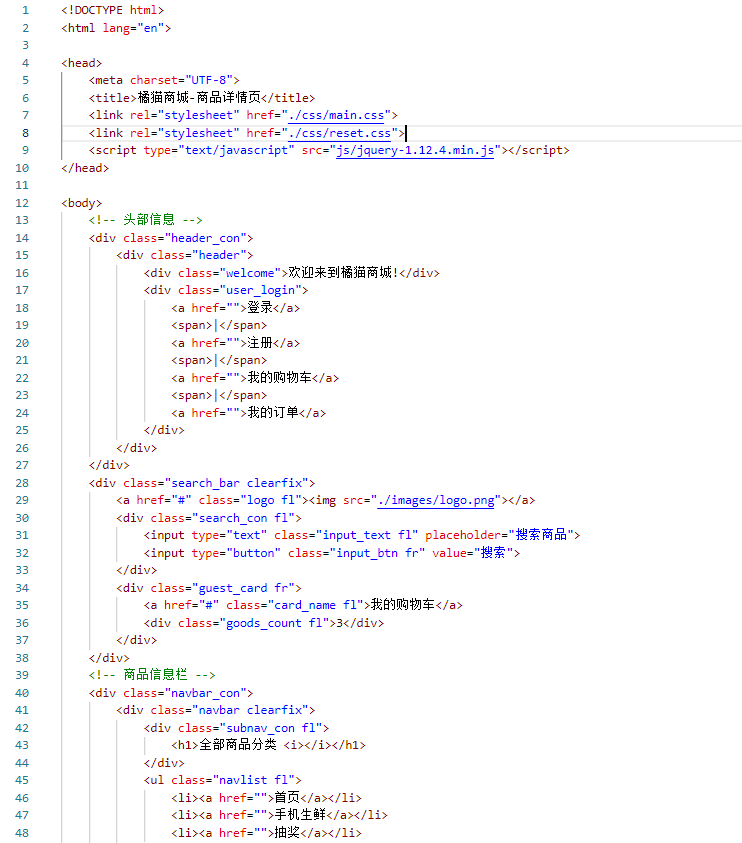 1 <!DOCTYPE html>
2 <html lang="en">
3
4 <head>
5 <meta charset="UTF-8">
6 <title>橘猫商城-商品详情页</title>
7 <link rel="stylesheet" href="./css/main.css">
8 <link rel="stylesheet" href="./css/reset.css">
9 <script type="text/javascript" src="js/jquery-1.12.4.min.js"></script>
10 </head>
11
12 <body>
13 <!-- 头部信息 -->
14 <div class="header_con">
15 <div class="header">
16 <div class="welcome">欢迎来到橘猫商城!</div>
17 <div class="user_login">
18 <a href="">登录</a>
19 <span>|</span>
20 <a href="">注册</a>
21 <span>|</span>
22 <a href="">我的购物车</a>
23 <span>|</span>
24 <a href="">我的订单</a>
25 </div>
26 </div>
27 </div>
28 <div class="search_bar clearfix">
29 <a href="#" class="logo fl"><img src="./images/logo.png"></a>
30 <div class="search_con fl">
31 <input type="text" class="input_text fl" placeholder="搜索商品">
32 <input type="button" class="input_btn fr" value="搜索">
33 </div>
34 <div class="guest_card fr">
35 <a href="#" class="card_name fl">我的购物车</a>
36 <div class="goods_count fl">3</div>
37 </div>
38 </div>
39 <!-- 商品信息栏 -->
40 <div class="navbar_con">
41 <div class="navbar clearfix">
42 <div class="subnav_con fl">
43 <h1>全部商品分类 <i></i></h1>
44 </div>
45 <ul class="navlist fl">
46 <li><a href="">首页</a></li>
47 <li><a href="">手机生鲜</a></li>
48 <li><a href="">抽奖</a></li>